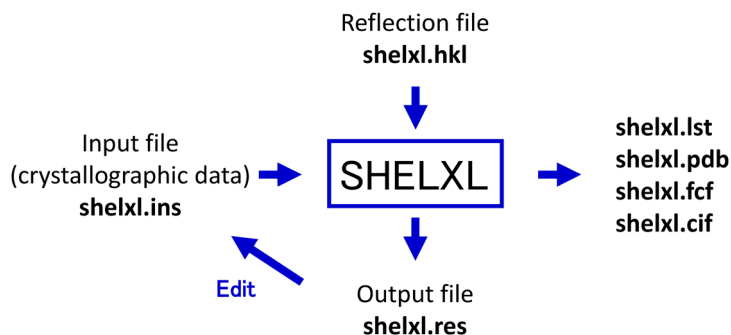 Reflection file
shelxl.hkl
Input file
(crystallographic data)
shelxl.ins
SHELXL
shelxl.lst
shelxl.pdb
shelxl.fcf
shelxl.cif
Edit
Output file
shelxl.res